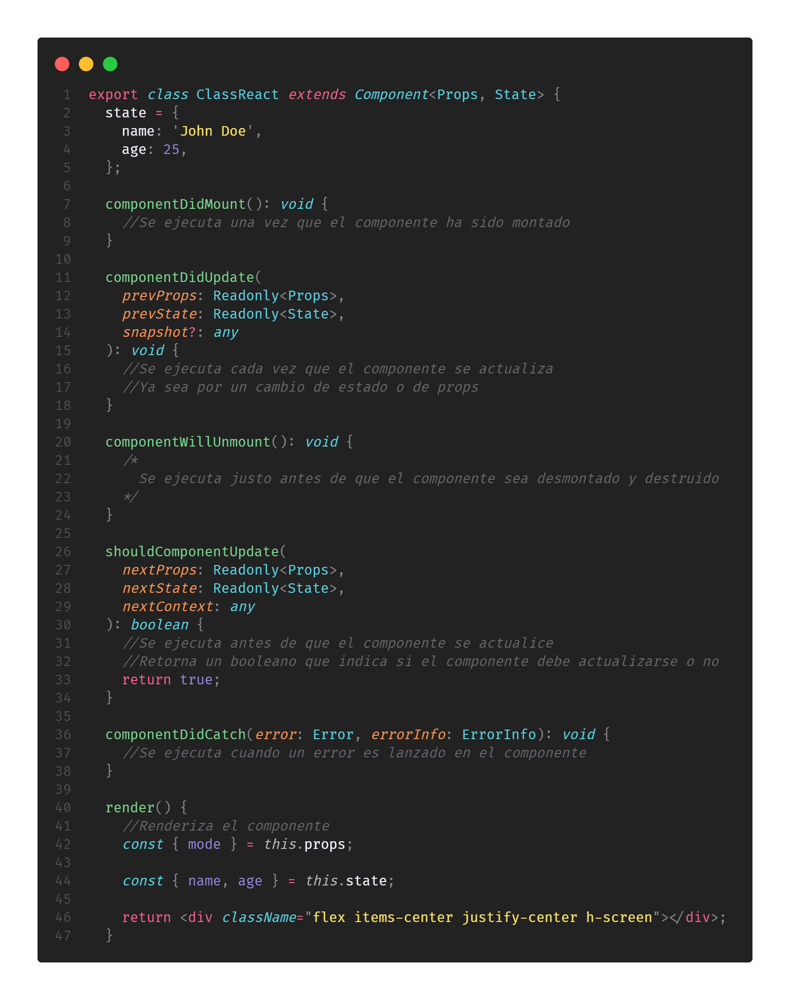 1 export class ClassReact extends Component<Props, State> {
2   state = {
3     name: 'John Doe',
4     age: 25,
5   };
6
7   componentDidMount(): void {
8     //Se ejecuta una vez que el componente ha sido montado
9   }
10
11   componentDidUpdate(
12     prevProps: Readonly<Props>,
13     prevState: Readonly<State>,
14     snapshot?: any
15   ): void {
16     //Se ejecuta cada vez que el componente se actualiza
17     //Ya sea por un cambio de estado o de props
18   }
19
20   componentWillUnmount(): void {
21     /*
22       Se ejecuta justo antes de que el componente sea desmontado y destruido
23     */
24   }
25
26   shouldComponentUpdate(
27     nextProps: Readonly<Props>,
28     nextState: Readonly<State>,
29     nextContext: any
30   ): boolean {
31     //Se ejecuta antes de que el componente se actualice
32     //Retorna un booleano que indica si el componente debe actualizarse o no
33     return true;
34   }
35
36   componentDidCatch(error: Error, errorInfo: ErrorInfo): void {
37     //Se ejecuta cuando un error es lanzado en el componente
38   }
39
40   render() {
41     //Renderiza el componente
42     const { mode } = this.props;
43
44     const { name, age } = this.state;
45
46     return <div className="flex items-center justify-center h-screen"></div>;
47   }